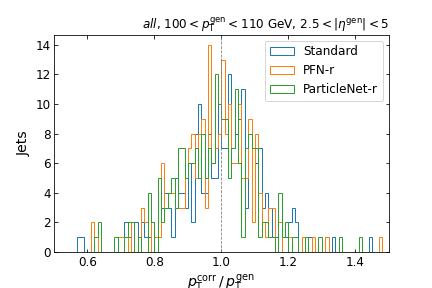 all, 100 < p_T^gen < 110 GeV, 2.5 < |η^gen| < 5
Standard
PFN-r
ParticleNet-r
Jets
14
12
10
8
6
4
2
0
0.6 0.8 1.0 1.2 1.4
p_T^corr / p_T^gen